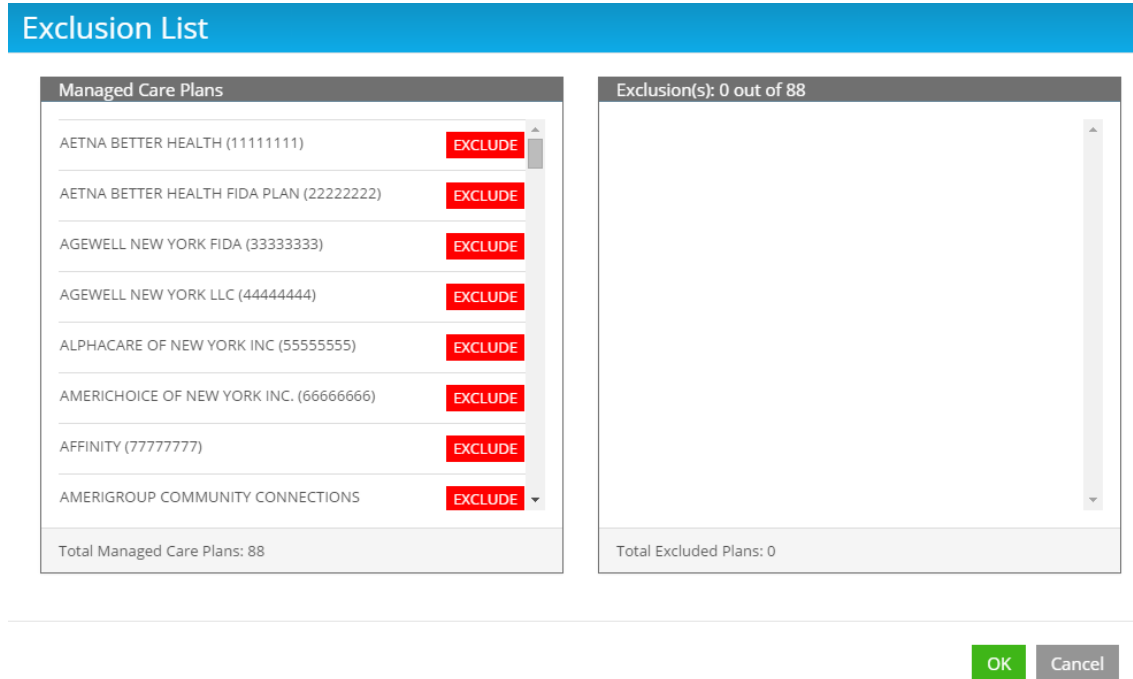 Exclusion List
Managed Care Plans
AETNA BETTER HEALTH (11111111) EXCLUDE
AETNA BETTER HEALTH FIDA PLAN (22222222) EXCLUDE
AGEWELL NEW YORK FIDA (33333333) EXCLUDE
AGEWELL NEW YORK LLC (44444444) EXCLUDE
ALPHACARE OF NEW YORK INC (55555555) EXCLUDE
AMERICHOICE OF NEW YORK INC. (66666666) EXCLUDE
AFFINITY (77777777) EXCLUDE
AMERIGROUP COMMUNITY CONNECTIONS EXCLUDE
Total Managed Care Plans: 88
Exclusion(s): 0 out of 88
Total Excluded Plans: 0
OK Cancel